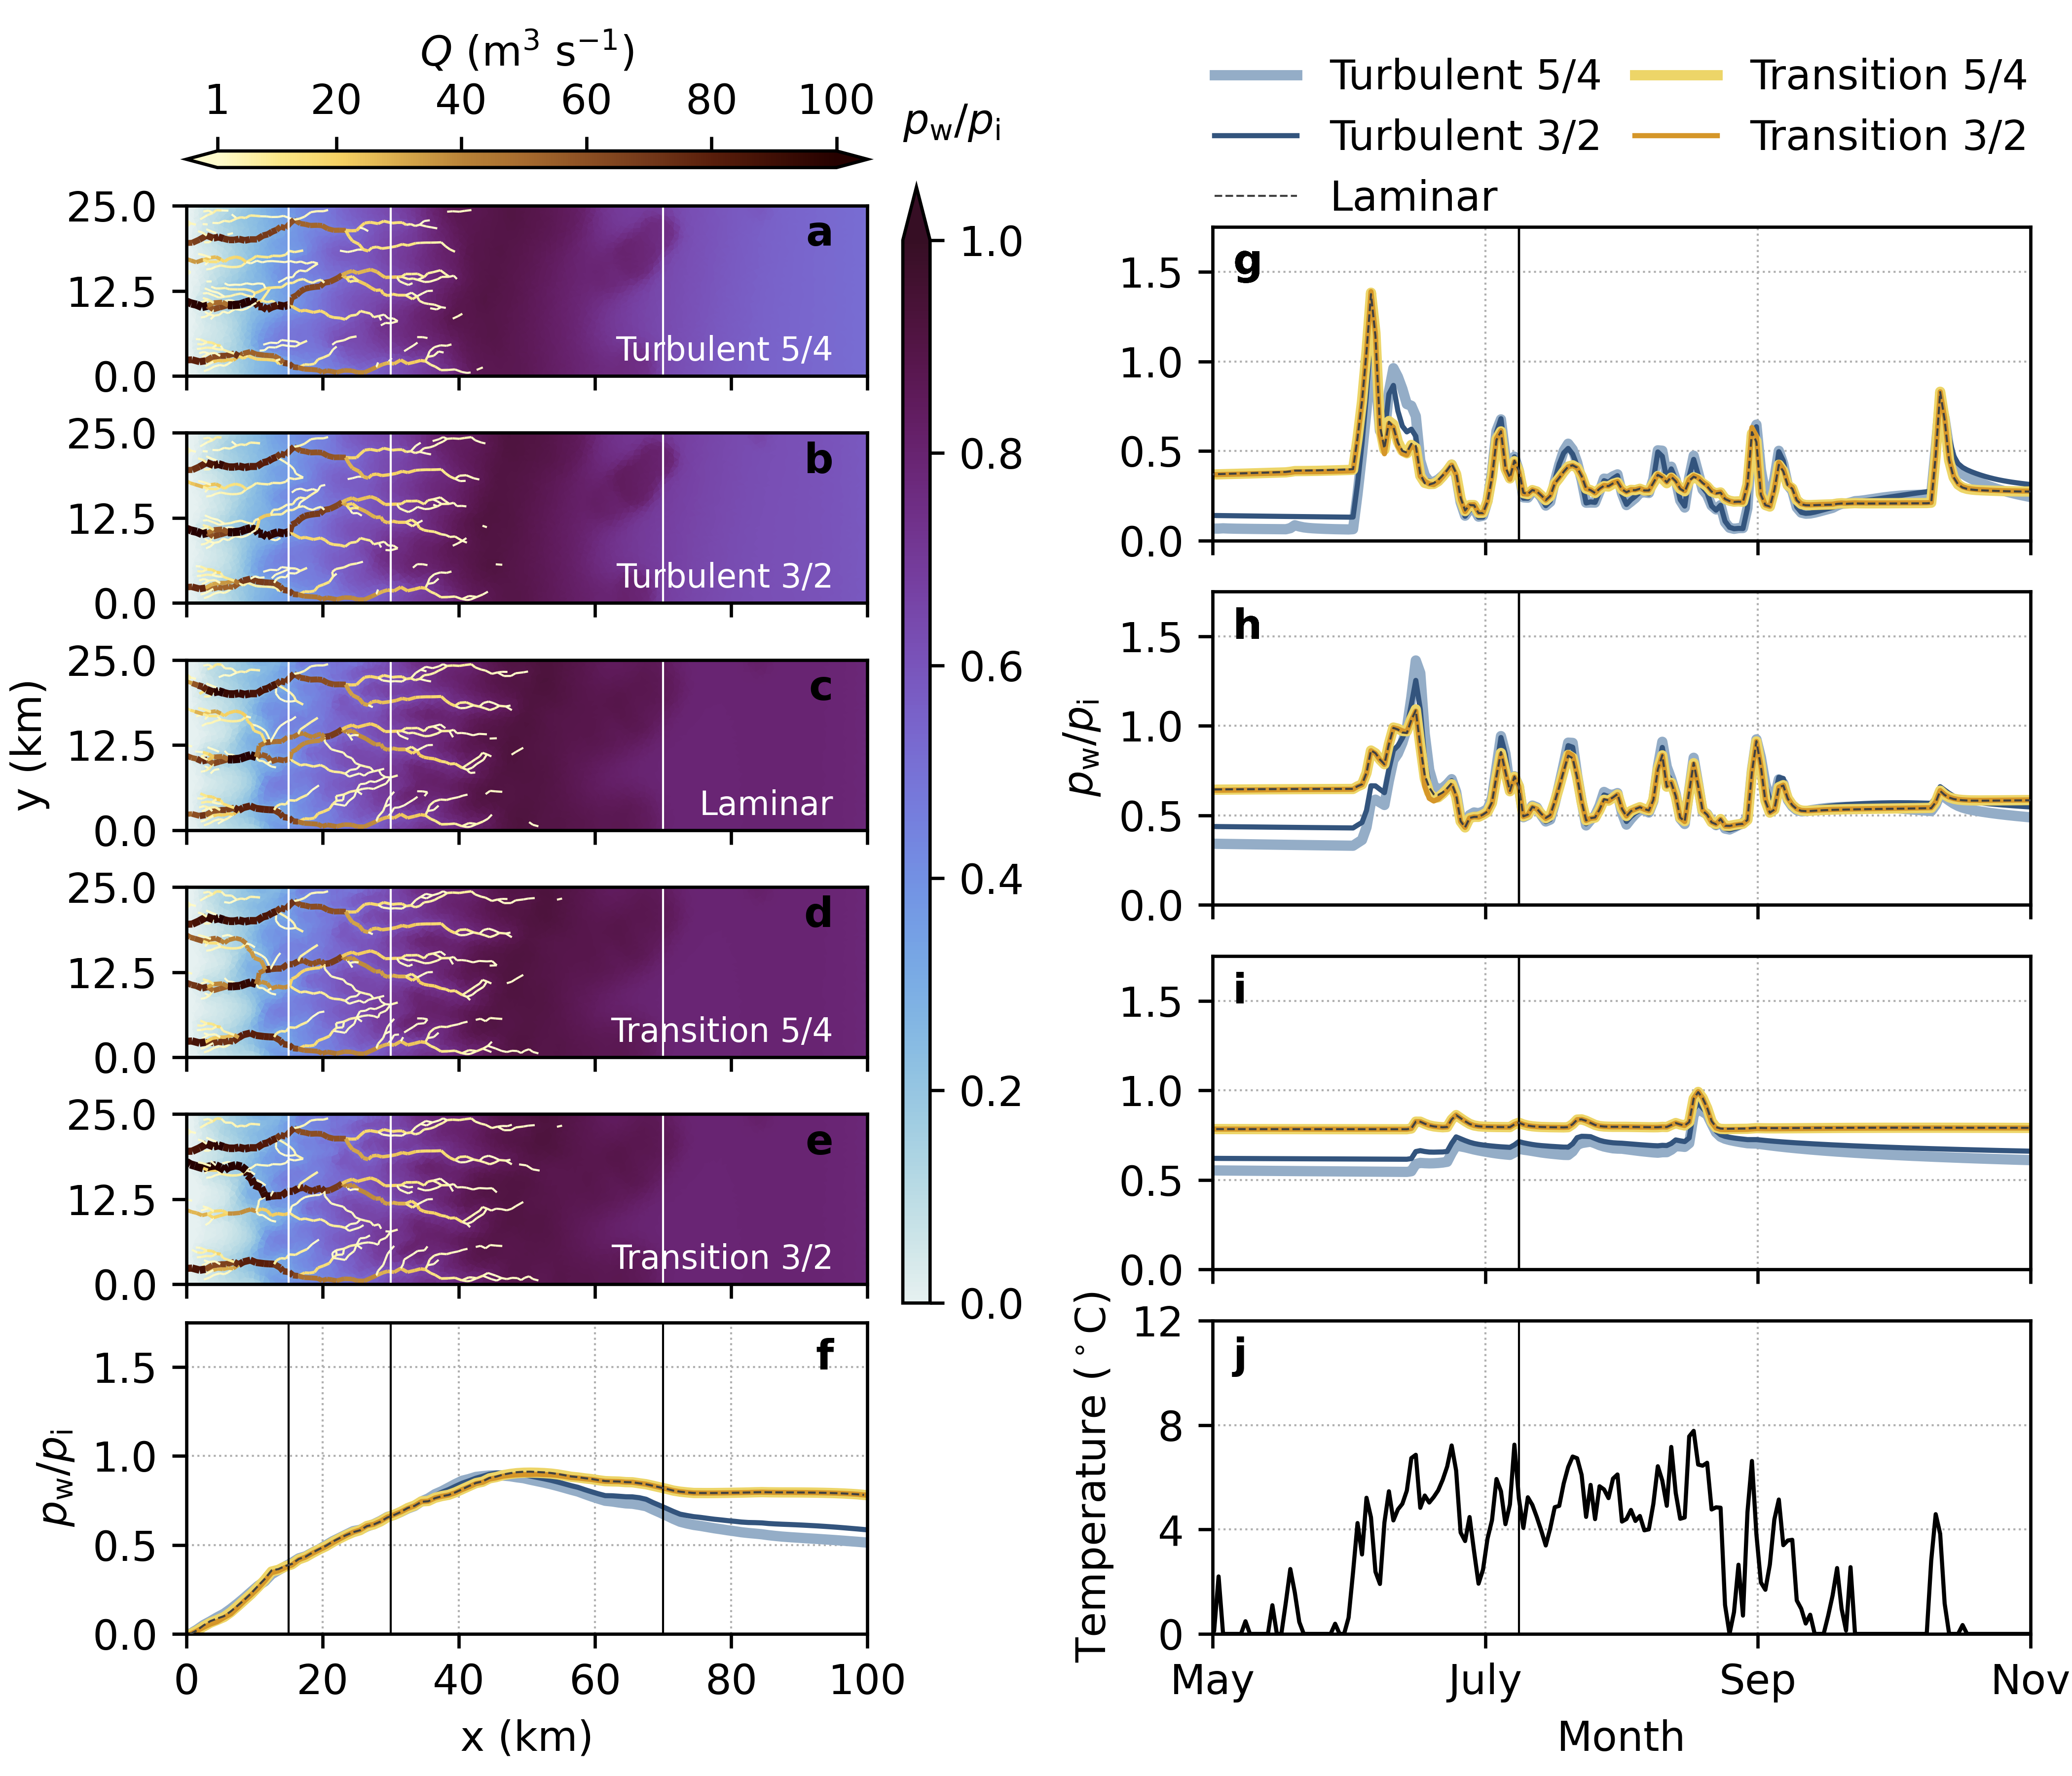 Q (m³ s⁻¹)
1 20 40 60 80 100
p_w/p_i
25.0
12.5
0.0
a
Turbulent 5/4
25.0
12.5
0.0
b
Turbulent 3/2
y (km)
25.0
12.5
0.0
c
Laminar
25.0
12.5
0.0
d
Transition 5/4
25.0
12.5
0.0
e
Transition 3/2
1.0
0.8
0.6
0.4
0.2
0.0
p_w/p_i
1.5
1.0
0.5
0.0
f
0 20 40 60 80 100
x (km)
Turbulent 5/4
Turbulent 3/2
Laminar
Transition 5/4
Transition 3/2
1.5
1.0
0.5
0.0
g
p_w/p_i
1.5
1.0
0.5
0.0
h
1.5
1.0
0.5
0.0
i
Temperature (°C)
12
8
4
0
j
May July Sep Nov
Month